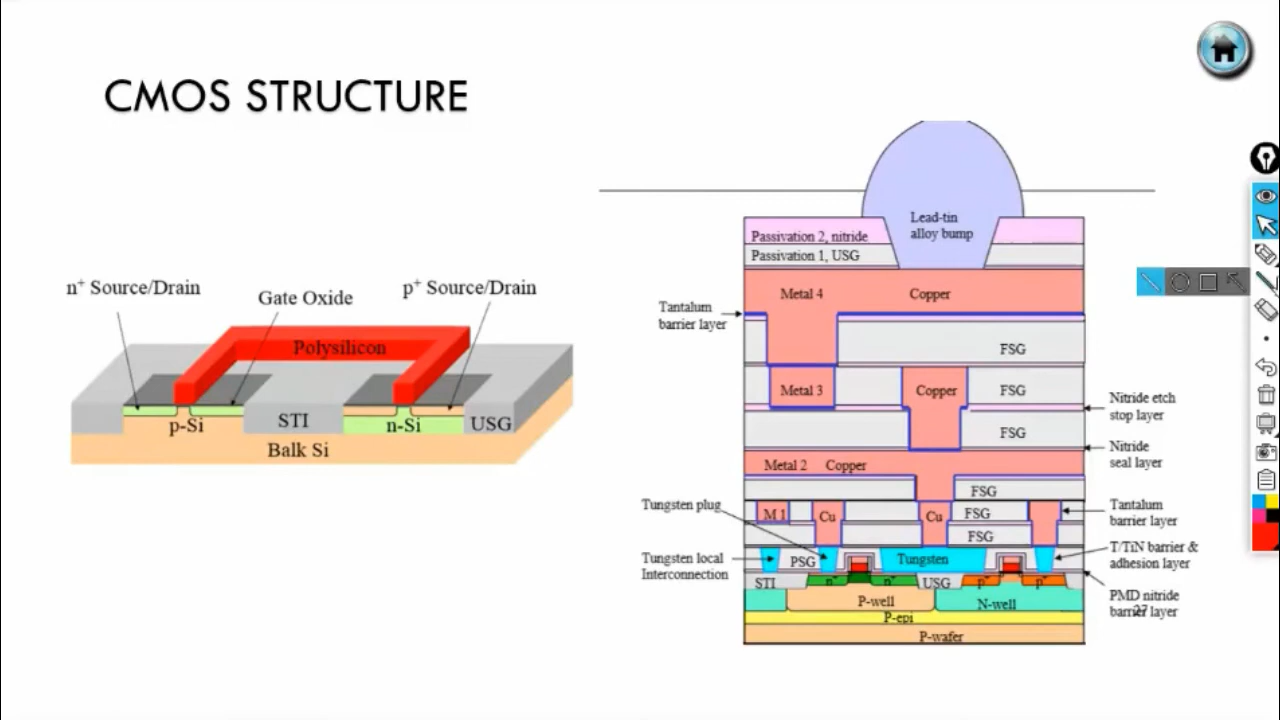 CMOS STRUCTURE
n+ Source/Drain
Gate Oxide
p+ Source/Drain
Polysilicon
p-Si
STI
n-Si
USG
Balk Si
Lead-tin
alloy bump
Passivation 2, nitride
Passivation 1, USG
Metal 4
Copper
Tantalum
barrier layer
FSG
Metal 3
Copper
FSG
Nitride etch
stop layer
FSG
Nitride
seal layer
Metal 2
Copper
FSG
Tungsten plug
M 1
Cu
Cu
FSG
Tantalum
barrier layer
FSG
Tungsten local
Interconnection
PSG
Tungsten
T/TiN barrier &
adhesion layer
STI
n+
n+
USG
p+
p+
P-well
N-well
PMD nitride
barrier layer
27
P-epi
P-wafer